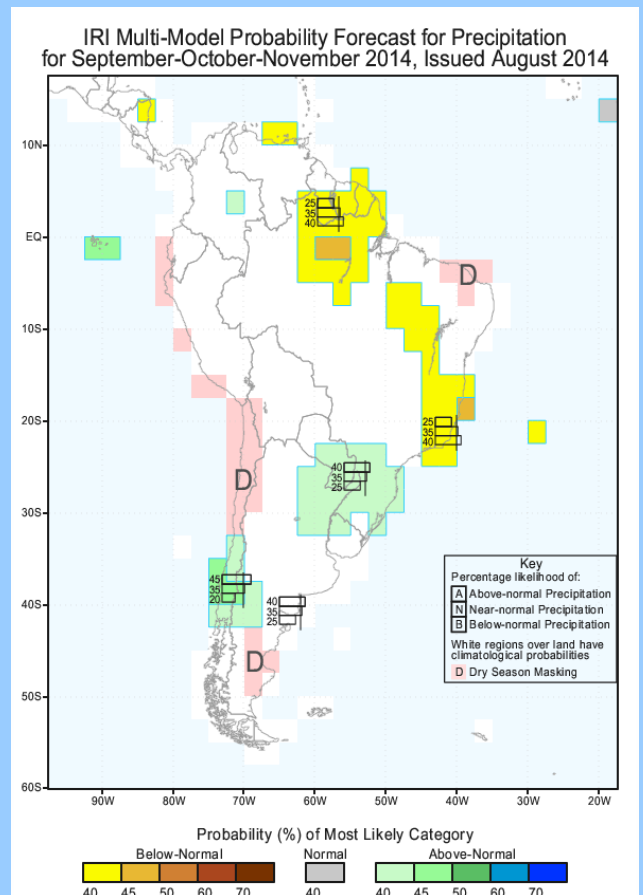 IRI Multi-Model Probability Forecast for Precipitation
for September-October-November 2014, Issued August 2014
10N
EQ
10S
20S
30S
40S
50S
60S
25
35
40
D
25
35
40
40
35
25
D
45
35
20
40
35
25
D
Key
Percentage likelihood of:
A Above-normal Precipitation
N Near-normal Precipitation
B Below-normal Precipitation
White regions over land have
climatological probabilities
D Dry Season Masking
90W 80W 70W 60W 50W 40W 30W 20W
Probability (%) of Most Likely Category
Below-Normal Normal Above-Normal
40 45 50 60 70 40 40 45 50 60 70